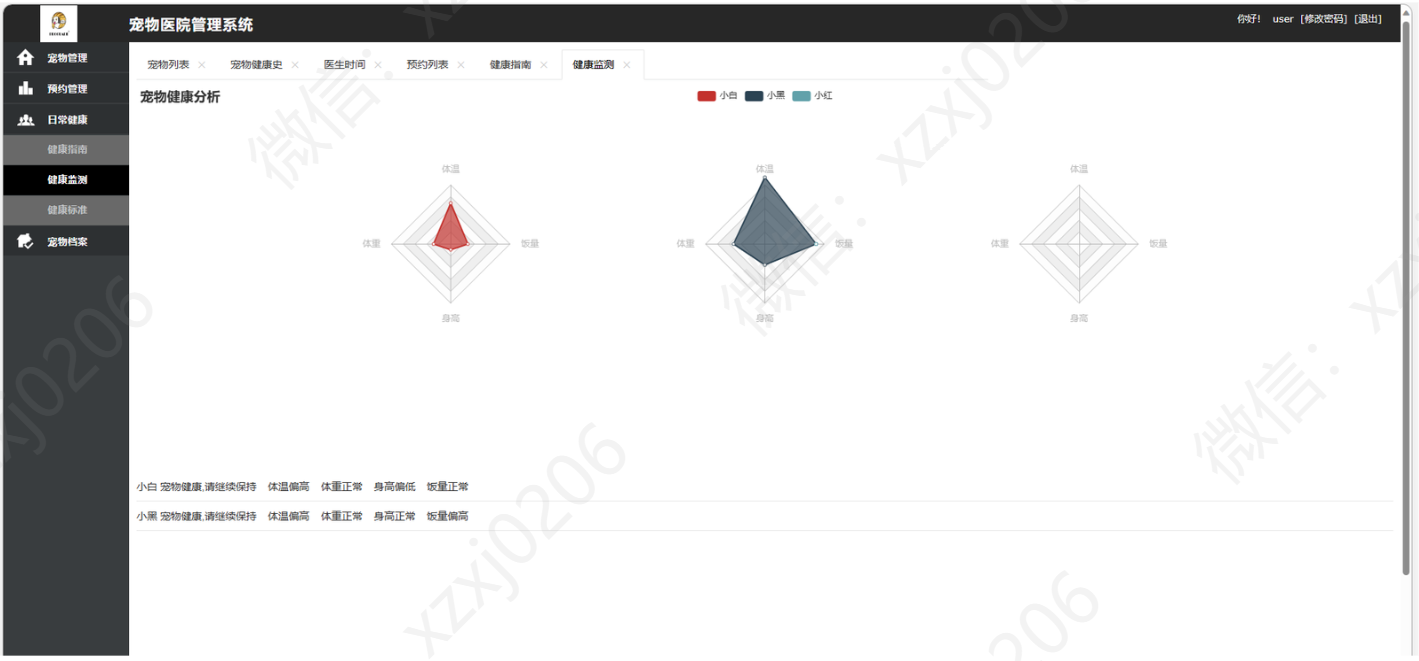 宠物医院管理系统
你好! user [修改密码] [退出]
宠物管理
预约管理
日常健康
健康指南
健康监测
健康标准
宠物档案
宠物列表 × 宠物健康史 × 医生时间 × 预约列表 × 健康指南 × 健康监测 ×
宠物健康分析
小白 小黑 小红
体温 体温 体温
体重 饭量 体重 饭量 体重 饭量
身高 身高 身高
小白 宠物健康,请继续保持 体温偏高 体重正常 身高偏低 饭量正常
小黑 宠物健康,请继续保持 体温偏高 体重正常 身高正常 饭量偏高
微信: xzxj0206
微信: xzxj0206
微信: xz
xzxj0206